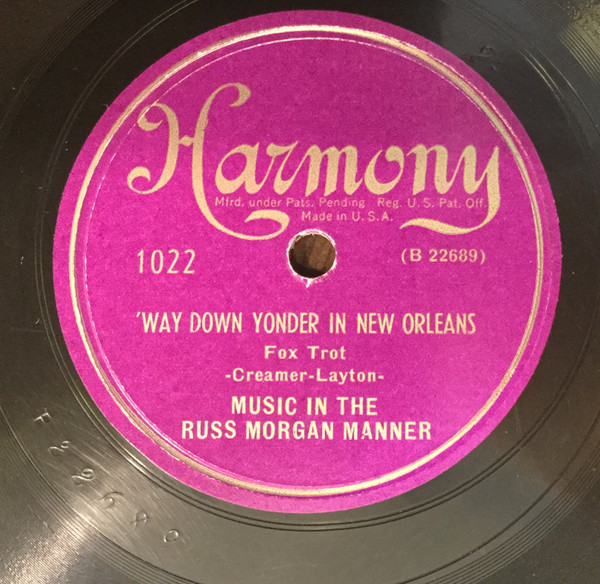 Harmony
Mfrd. under Pats. Pending Reg. U.S. Pat. Off.
Made in U.S.A.
1022 (B 22689)
'WAY DOWN YONDER IN NEW ORLEANS
Fox Trot
-Creamer-Layton-
MUSIC IN THE
RUSS MORGAN MANNER